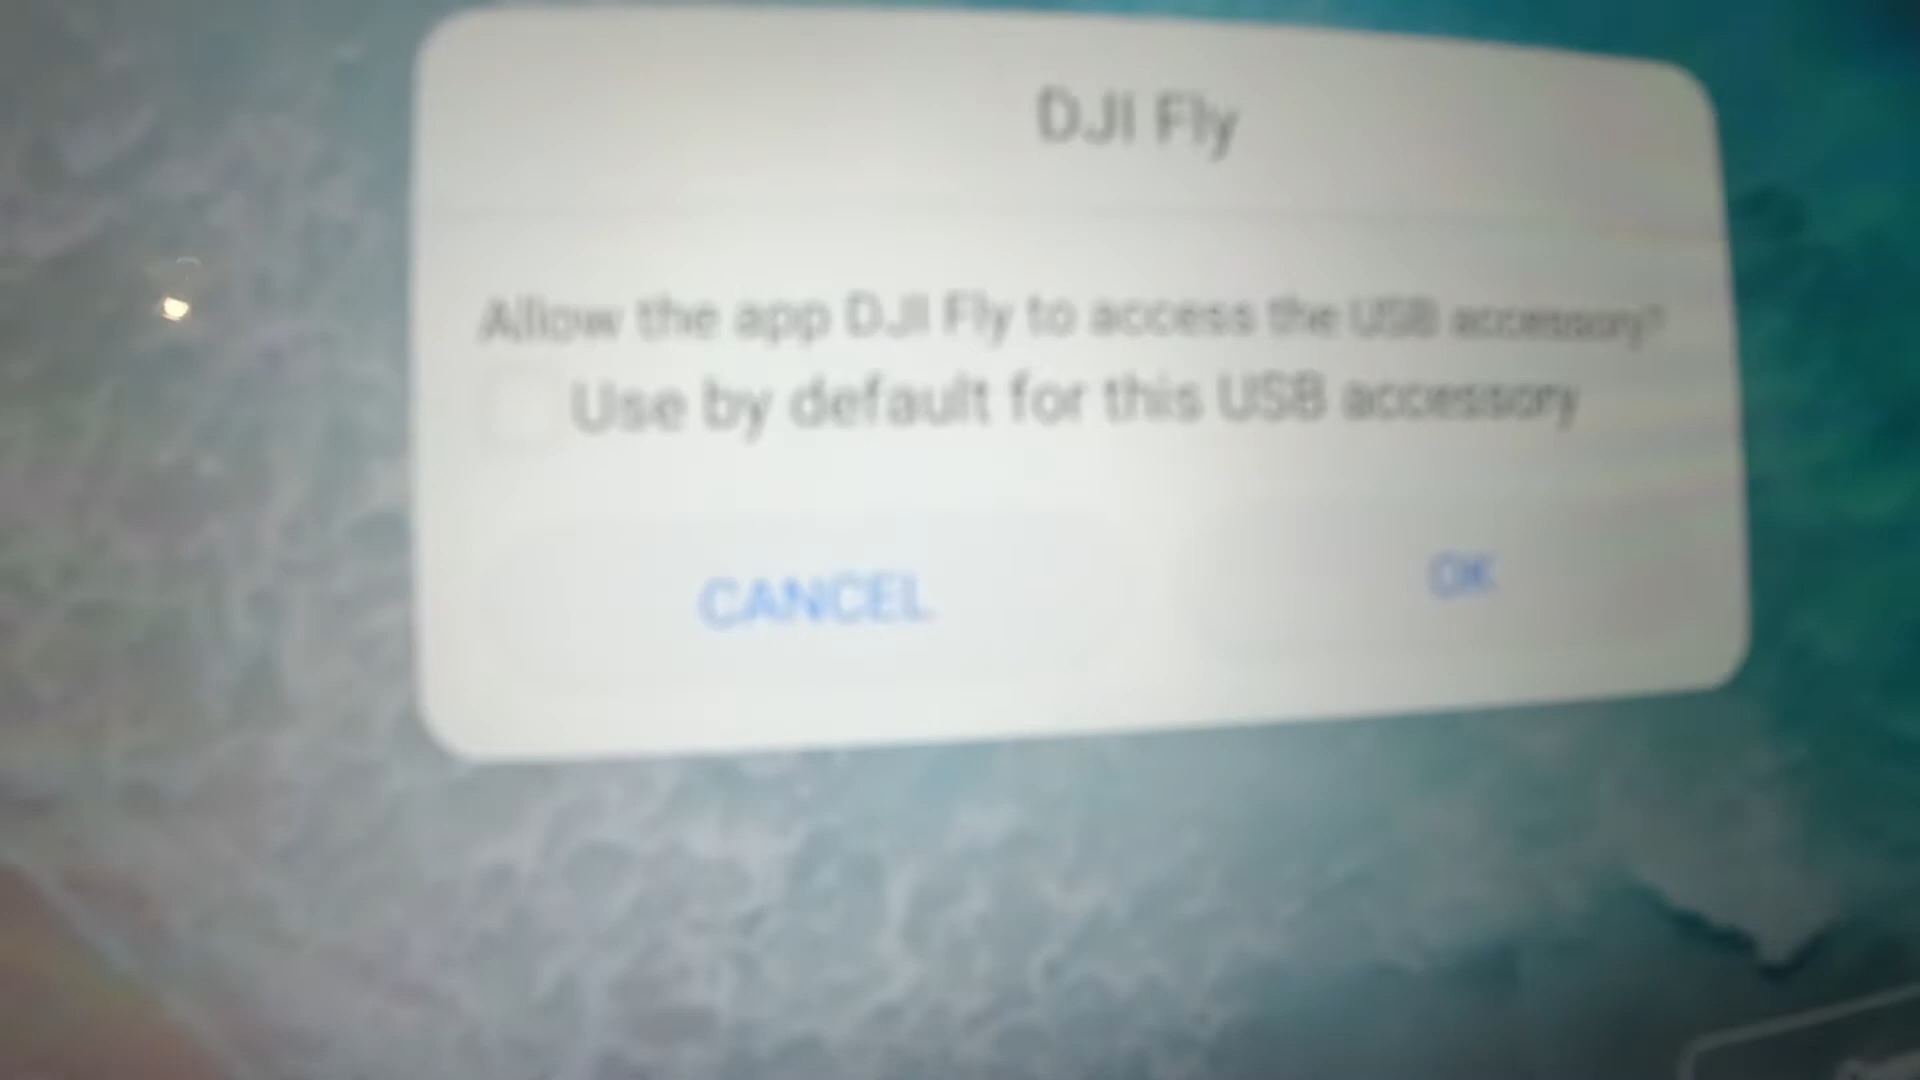 DJI Fly
Allow the app DJI Fly to access the USB accessory?
Use by default for this USB accessory
CANCEL
OK